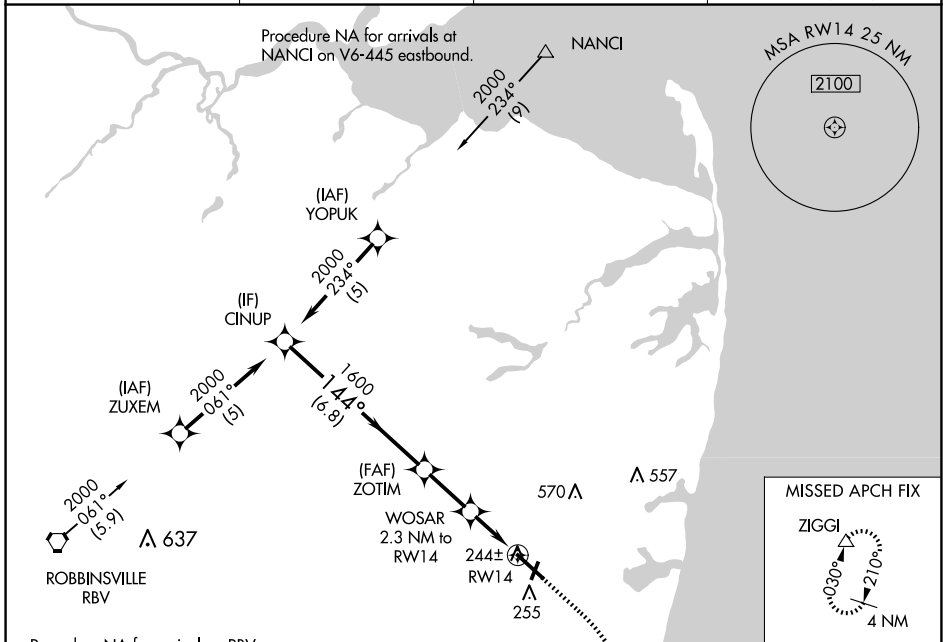 Procedure NA for arrivals at
NANCI on V6-445 eastbound.
NANCI
2000
234°
(9)
MSA RW14 25 NM
2100
(IAF)
YOPUK
2000
234°
(5)
(IF)
CINUP
(IAF)
ZUXEM
2000
061°
(5)
1600
144°
(6.8)
(FAF)
ZOTIM
WOSAR
2.3 NM to
RW14
570
557
2000
061°
(5.9)
637
ROBBINSVILLE
RBV
244±
RW14
255
MISSED APCH FIX
ZIGGI
030°
210°
4 NM